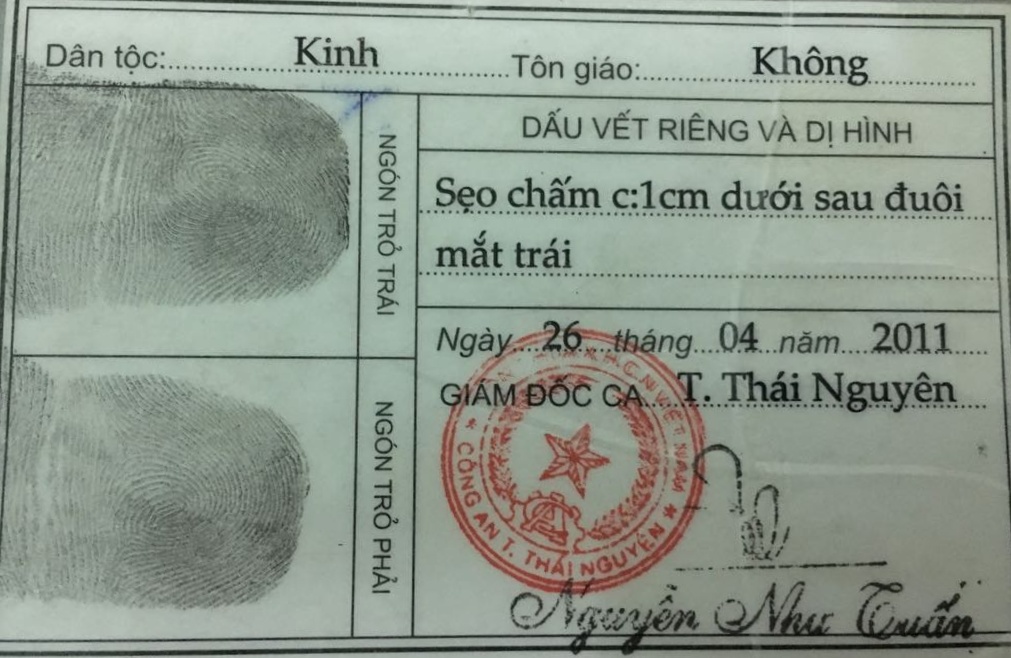 Dân tộc: Kinh Tôn giáo: Không
NGÓN TRỎ TRÁI
DẤU VẾT RIÊNG VÀ DỊ HÌNH
Sẹo chấm c:1cm dưới sau đuôi
mắt trái
Ngày 26 tháng 04 năm 2011
GIÁM ĐỐC CA T. Thái Nguyên
NGÓN TRỎ PHẢI
X.H.C.N VIỆT NAM
CÔNG AN T. THÁI NGUYÊN
Nguyễn Như Tuấn